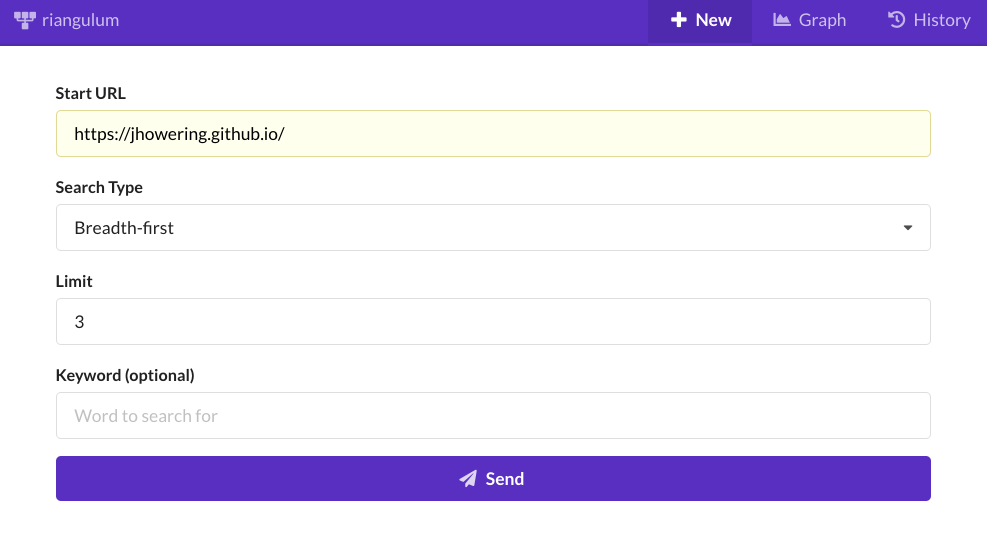 riangulum
New
Graph
History
Start URL
https://jhowering.github.io/
Search Type
Breadth-first
Limit
3
Keyword (optional)
Word to search for
Send